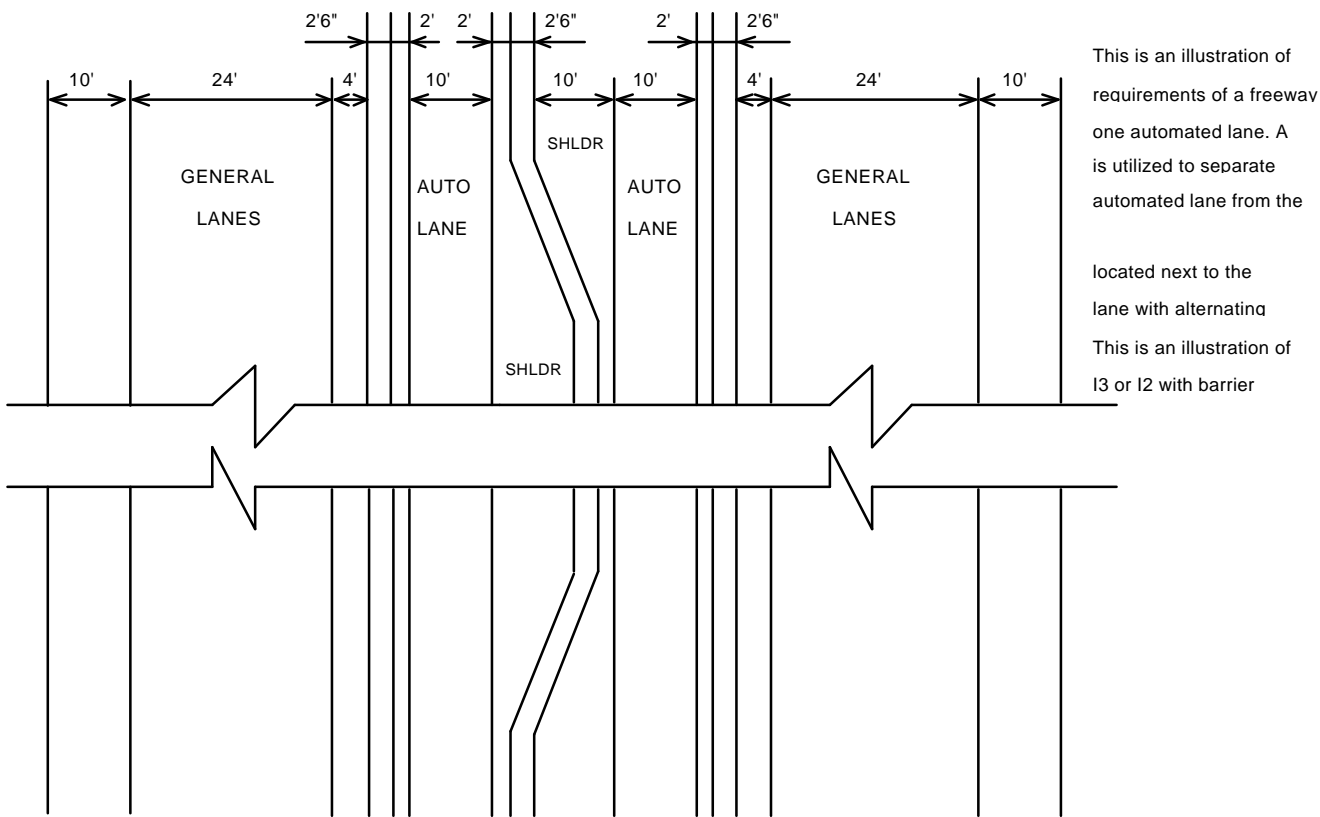 2'6" 2' 2' 2'6" 2' 2'6"
10' 24' 4' 10' 10' 10' 4' 24' 10'
SHLDR
GENERAL
LANES
AUTO
LANE
AUTO
LANE
GENERAL
LANES
SHLDR
This is an illustration of
requirements of a freeway
one automated lane. A
is utilized to separate
automated lane from the
located next to the
lane with alternating
This is an illustration of
I3 or I2 with barrier